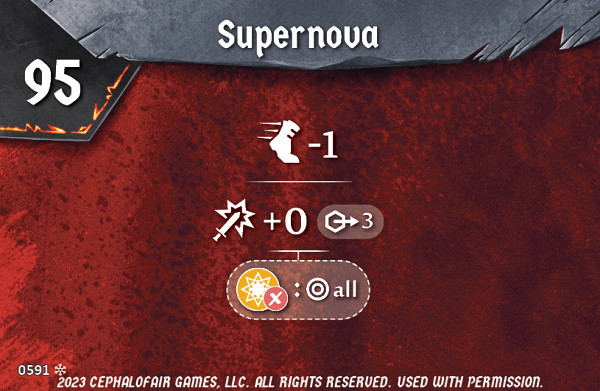 Supernova
95
-1
+0 3
: all
0591
2023 CEPHALOFAIR GAMES, LLC. ALL RIGHTS RESERVED. USED WITH PERMISSION.